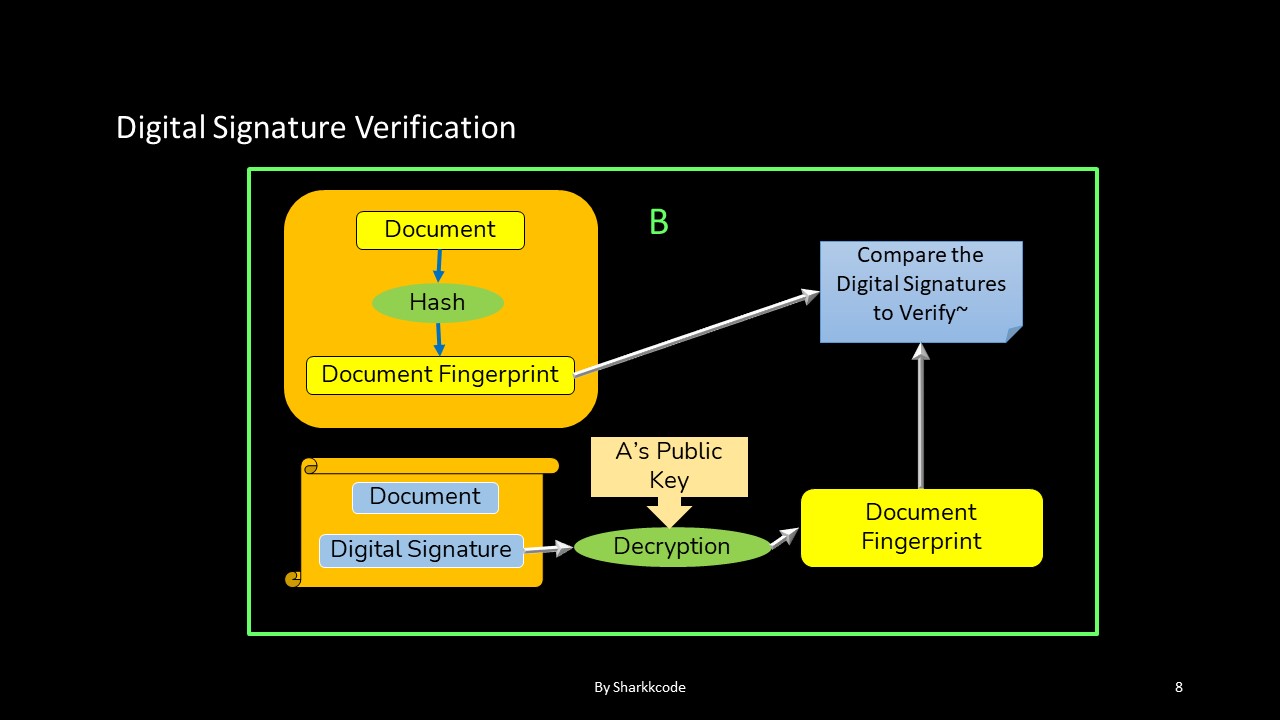 Digital Signature Verification
B
Document
Hash
Document Fingerprint
Compare the
Digital Signatures
to Verify~
A's Public
Key
Document
Digital Signature
Decryption
Document
Fingerprint
By Sharkkcode
8